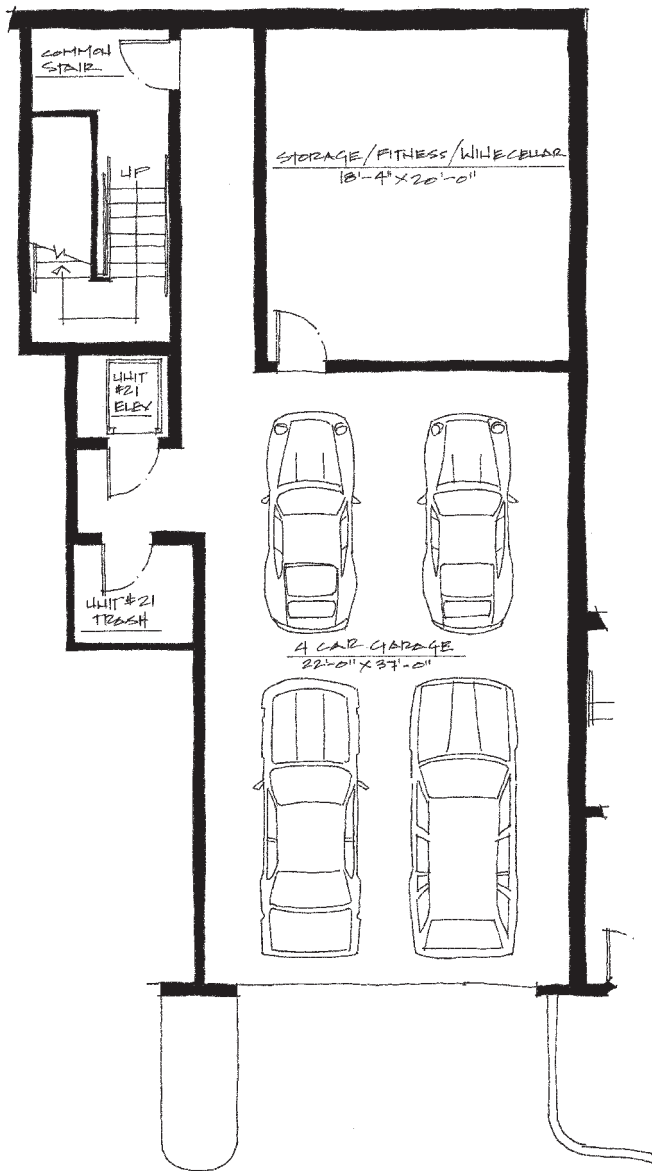 COMMON
STAIR
UP
STORAGE/FITNESS/WINE CELLAR
18'-4" X 20'-0"
UNIT
#21
ELEV
UNIT #21
TRASH
4 CAR GARAGE
22'-0" X 37'-0"